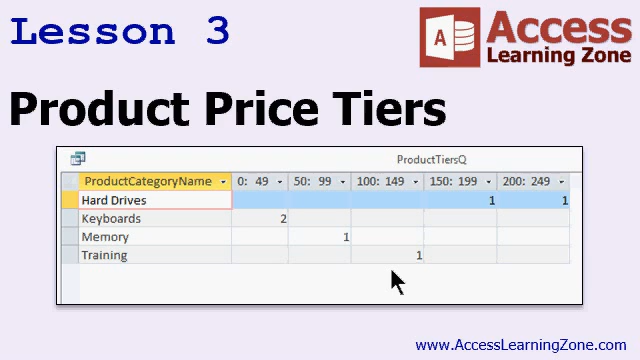 Lesson 3
A
Access
Learning Zone
Product Price Tiers
ProductTiersQ
ProductCategoryName 0: 49 50: 99 100: 149 150: 199 200: 249
Hard Drives 1 1
Keyboards 2
Memory 1
Training 1
www.AccessLearningZone.com